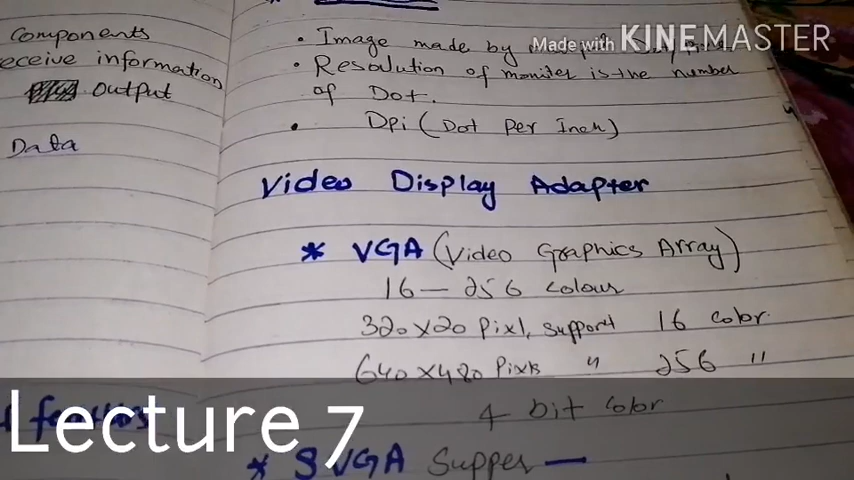 Components
eceive information
output
Data
• Image made by
Made with KINEMASTER
• Resolution of moniter is the number
of Dot.
• Dpi (Dot Per Inch)
Video Display Adapter
* VGA (Video Graphics Array)
16 — 256 colour
320x20 Pixl, support 16 color.
640x480 Pixls " 256 "
4 bit color
Lecture 7
* SVGA Supper —